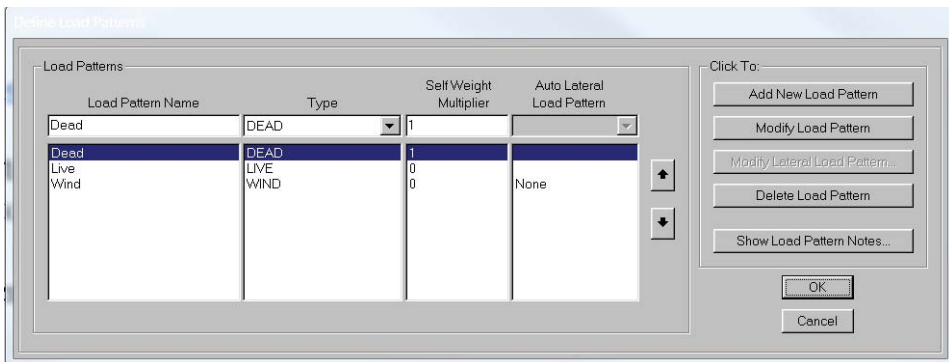 Define Load Patterns
Load Patterns
Click To:
Load Pattern Name
Type
Self Weight
Multiplier
Auto Lateral
Load Pattern
Dead
DEAD
1
Dead DEAD 1
Live LIVE 0
Wind WIND 0 None
Add New Load Pattern
Modify Load Pattern
Modify Lateral Load Pattern...
Delete Load Pattern
Show Load Pattern Notes...
OK
Cancel